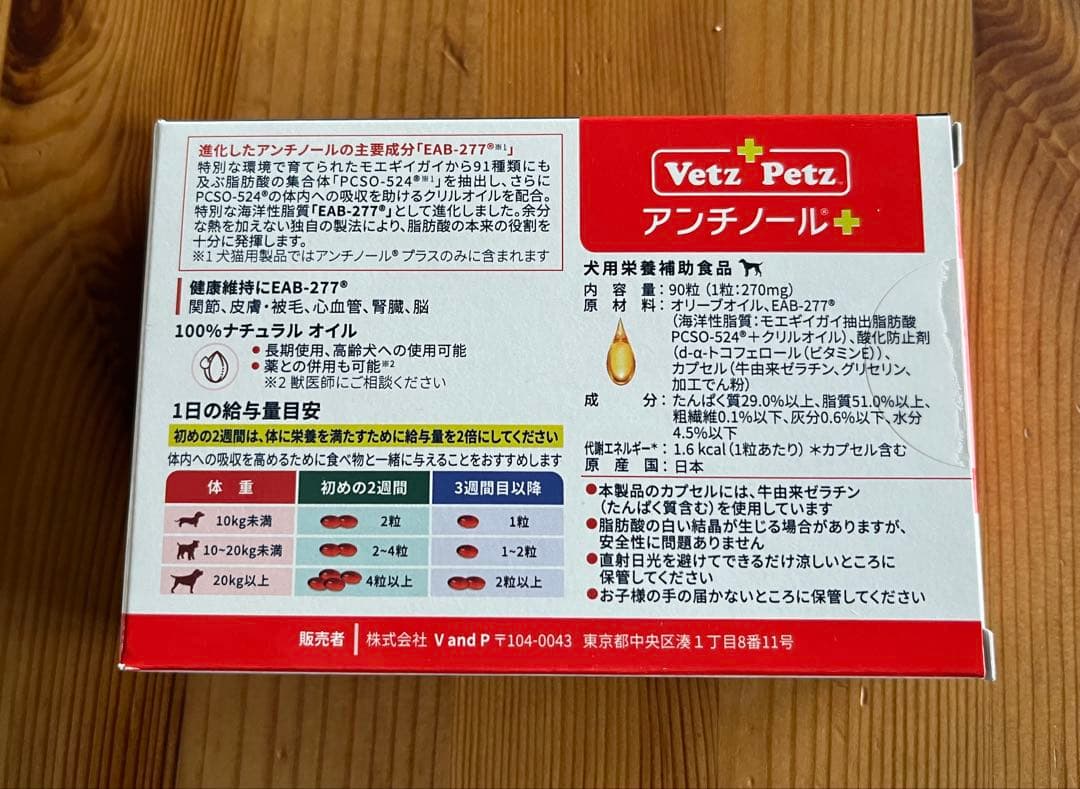 進化したアンチノールの主要成分「EAB-277®※1」
特別な環境で育てられたモエギイガイから91種類にも
及ぶ脂肪酸の集合体「PCSO-524®※1」を抽出し、さらに
PCSO-524®の体内への吸収を助けるクリルオイルを配合。
特別な海洋性脂質「EAB-277®」として進化しました。余分
な熱を加えない独自の製法により、脂肪酸の本来の役割を
十分に発揮します。
※1 犬猫用製品ではアンチノール® プラスのみに含まれます
健康維持にEAB-277®
関節、皮膚・被毛、心血管、腎臓、脳
100%ナチュラル オイル
●長期使用、高齢犬への使用可能
●薬との併用も可能※2
※2 獣医師にご相談ください
1日の給与量目安
初めの2週間は、体に栄養を満たすために給与量を2倍にしてください
体内への吸収を高めるために食べ物と一緒に与えることをおすすめします
体 重 初めの2週間 3週間目以降
10kg未満 2粒 1粒
10~20kg未満 2~4粒 1~2粒
20kg以上 4粒以上 2粒以上
Vetz Petz™
アンチノール®+
犬用栄養補助食品
内容量:90粒(1粒:270mg)
原材料:オリーブオイル、EAB-277®
(海洋性脂質:モエギイガイ抽出脂肪酸
PCSO-524®+クリルオイル)、酸化防止剤
(d-α-トコフェロール(ビタミンE))、
カプセル(牛由来ゼラチン、グリセリン、
加工でん粉)
成分:たんぱく質29.0%以上、脂質51.0%以上、
粗繊維0.1%以下、灰分0.6%以下、水分
4.5%以下
代謝エネルギー*:1.6 kcal(1粒あたり)*カプセル含む
原産国:日本
●本製品のカプセルには、牛由来ゼラチン
(たんぱく質含む)を使用しています
●脂肪酸の白い結晶が生じる場合がありますが、
安全性に問題ありません
●直射日光を避けてできるだけ涼しいところに
保管してください
●お子様の手の届かないところに保管してください
販売者 株式会社 V and P 〒104-0043 東京都中央区湊1丁目8番11号